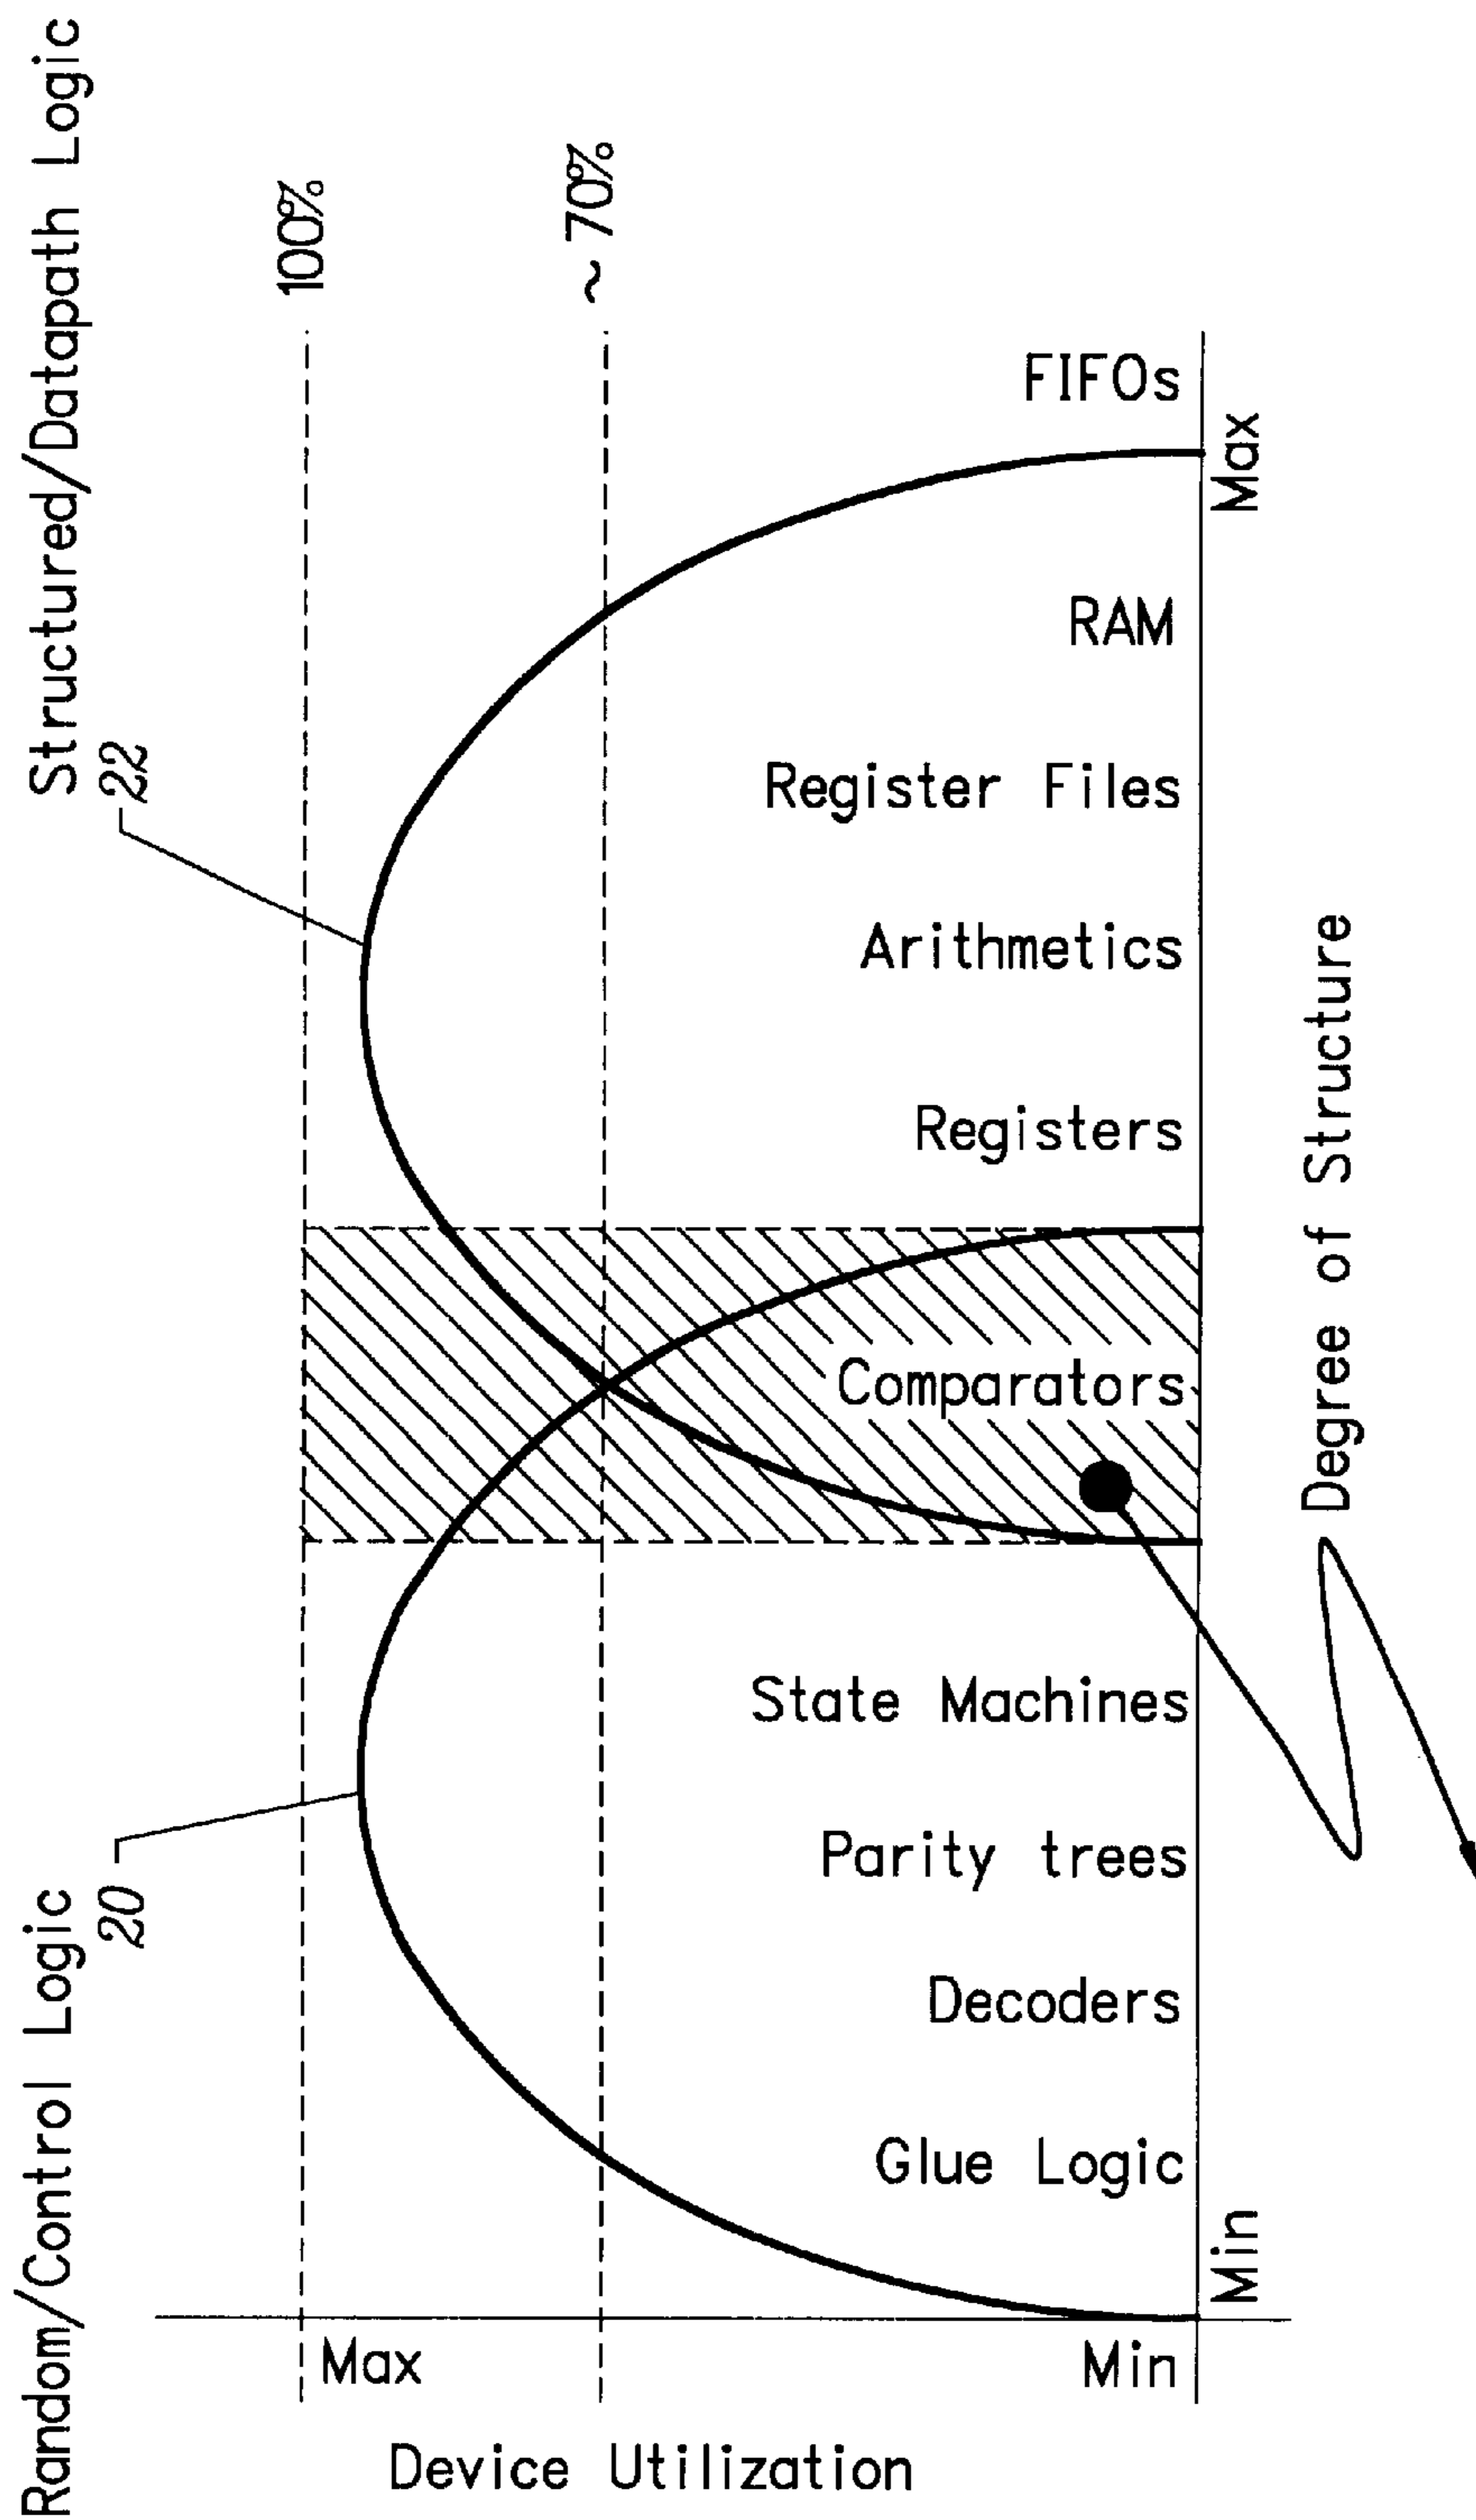 Random/Control Logic
Structured/Datapath Logic
20
22
100%
~ 70%
FIFOs
RAM
Register Files
Arithmetics
Registers
Comparators
State Machines
Parity trees
Decoders
Glue Logic
Max
Min
Device Utilization
Min
Max
Degree of Structure